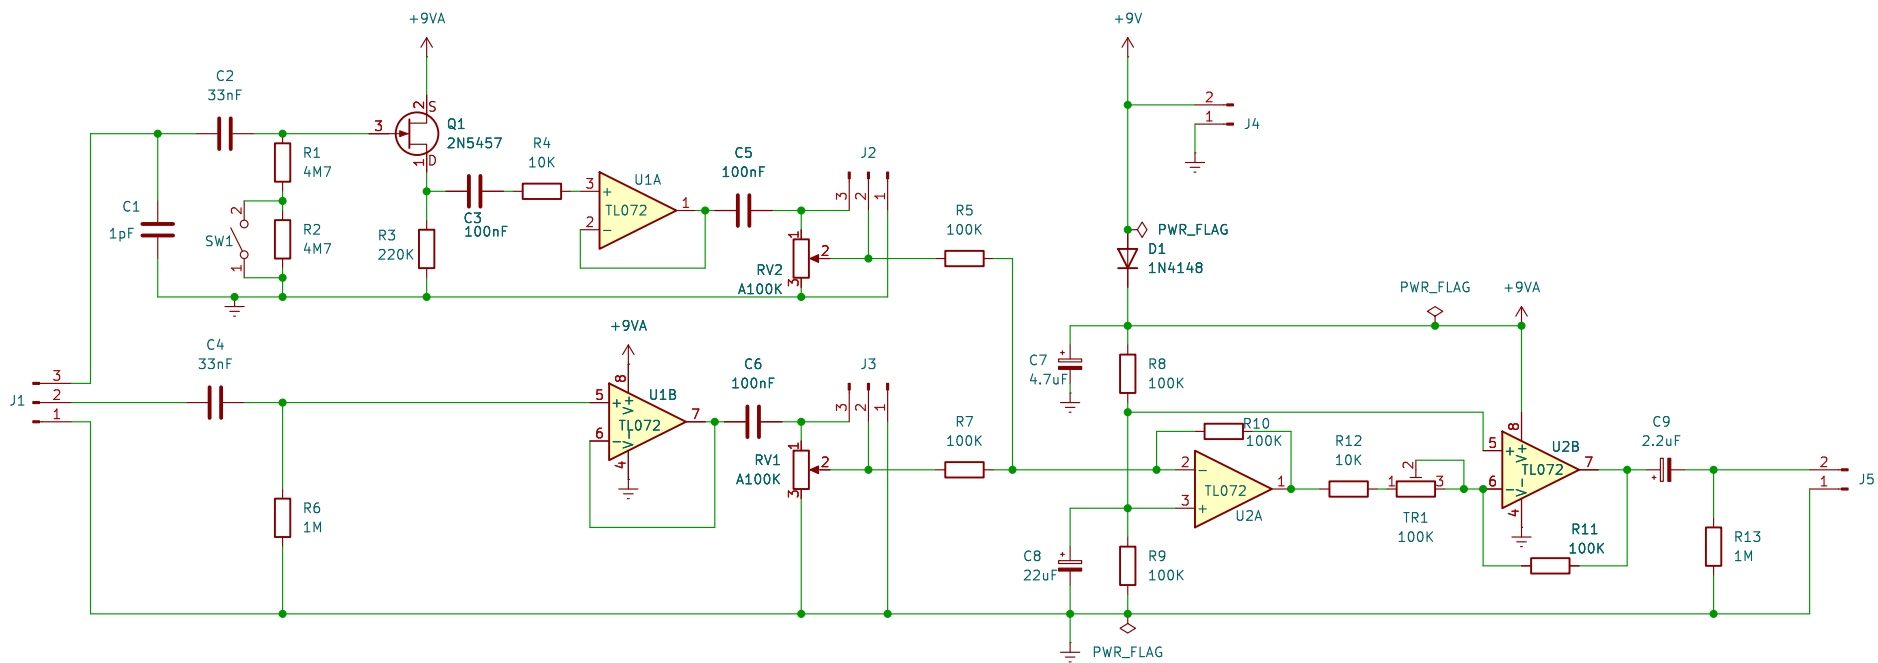 +9VA
+9V
C2
33nF
2
S
Q1
2N5457
3
1
D
2
1
J4
R1
4M7
R4
10K
C5
100nF
J2
3
+
U1A
TL072
1
2
−
3
2
1
C1
1pF
2
SW1
1
R2
4M7
R3
220K
C3
100nF
1
2
3
RV2
A100K
R5
100K
PWR_FLAG
D1
1N4148
PWR_FLAG
+9VA
+9VA
C4
33nF
C6
100nF
J3
C7
4.7uF
+
R8
100K
J1
3
2
1
8
5
+
V+
U1B
TL072
7
6
−
V−
4
3
2
1
1
2
3
RV1
A100K
R7
100K
R10
100K
2
−
TL072
1
3
+
U2A
R12
10K
2
1
3
TR1
100K
8
5
+
V+
U2B
TL072
7
6
−
V−
4
C9
2.2uF
+
2
1
J5
R6
1M
R11
100K
R13
1M
C8
22uF
+
R9
100K
PWR_FLAG